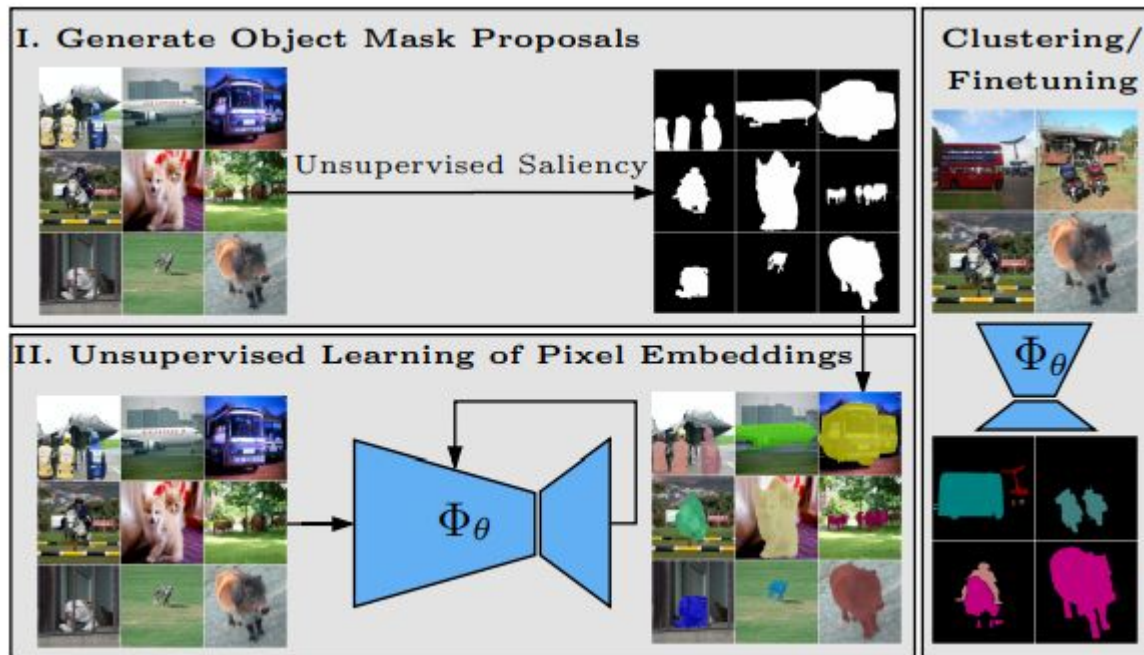 I. Generate Object Mask Proposals
Unsupervised Saliency
II. Unsupervised Learning of Pixel Embeddings
Φθ
Clustering/
Finetuning
Φθ